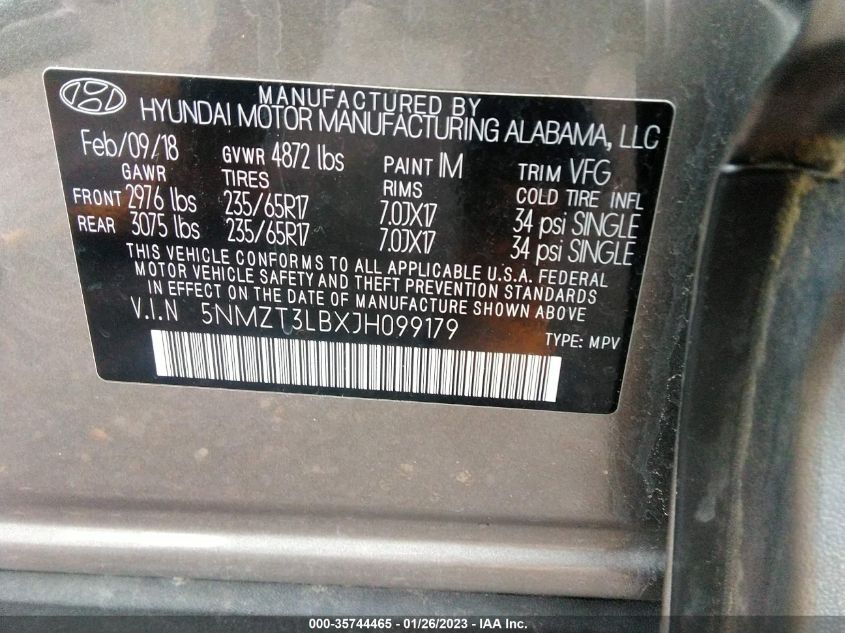 MANUFACTURED BY
HYUNDAI MOTOR MANUFACTURING ALABAMA, LLC
Feb/09/18 GVWR 4872 lbs PAINT IM TRIM VFG
GAWR TIRES RIMS COLD TIRE INFL
FRONT 2976 lbs 235/65R17 7.0JX17 34 psi SINGLE
REAR 3075 lbs 235/65R17 7.0JX17 34 psi SINGLE
THIS VEHICLE CONFORMS TO ALL APPLICABLE U.S.A. FEDERAL
MOTOR VEHICLE SAFETY AND THEFT PREVENTION STANDARDS
IN EFFECT ON THE DATE OF MANUFACTURE SHOWN ABOVE
V.I.N 5NMZT3LBXJH099179 TYPE: MPV
000-35744465 - 01/26/2023 - IAA Inc.